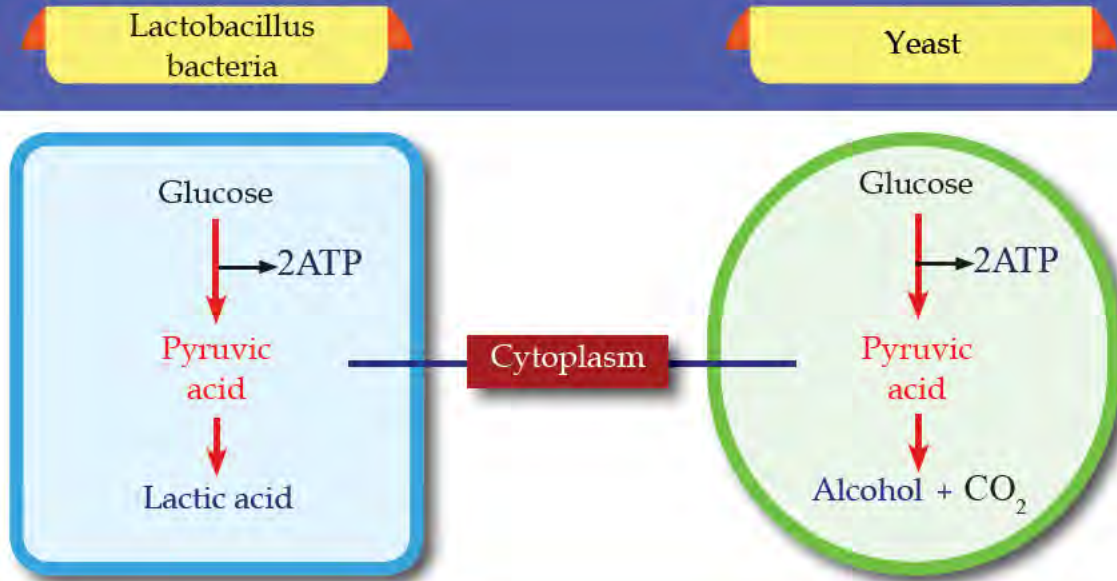 Lactobacillus
bacteria
Yeast
Glucose
2ATP
Pyruvic
acid
Lactic acid
Cytoplasm
Glucose
2ATP
Pyruvic
acid
Alcohol + CO₂